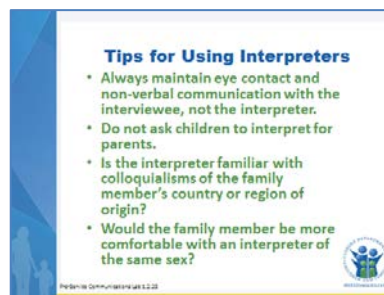 Tips for Using Interpreters
• Always maintain eye contact and
non-verbal communication with the
interviewee, not the interpreter.
• Do not ask children to interpret for
parents.
• Is the interpreter familiar with
colloquialisms of the family
member's country or region of
origin?
• Would the family member be more
comfortable with an interpreter of
the same sex?